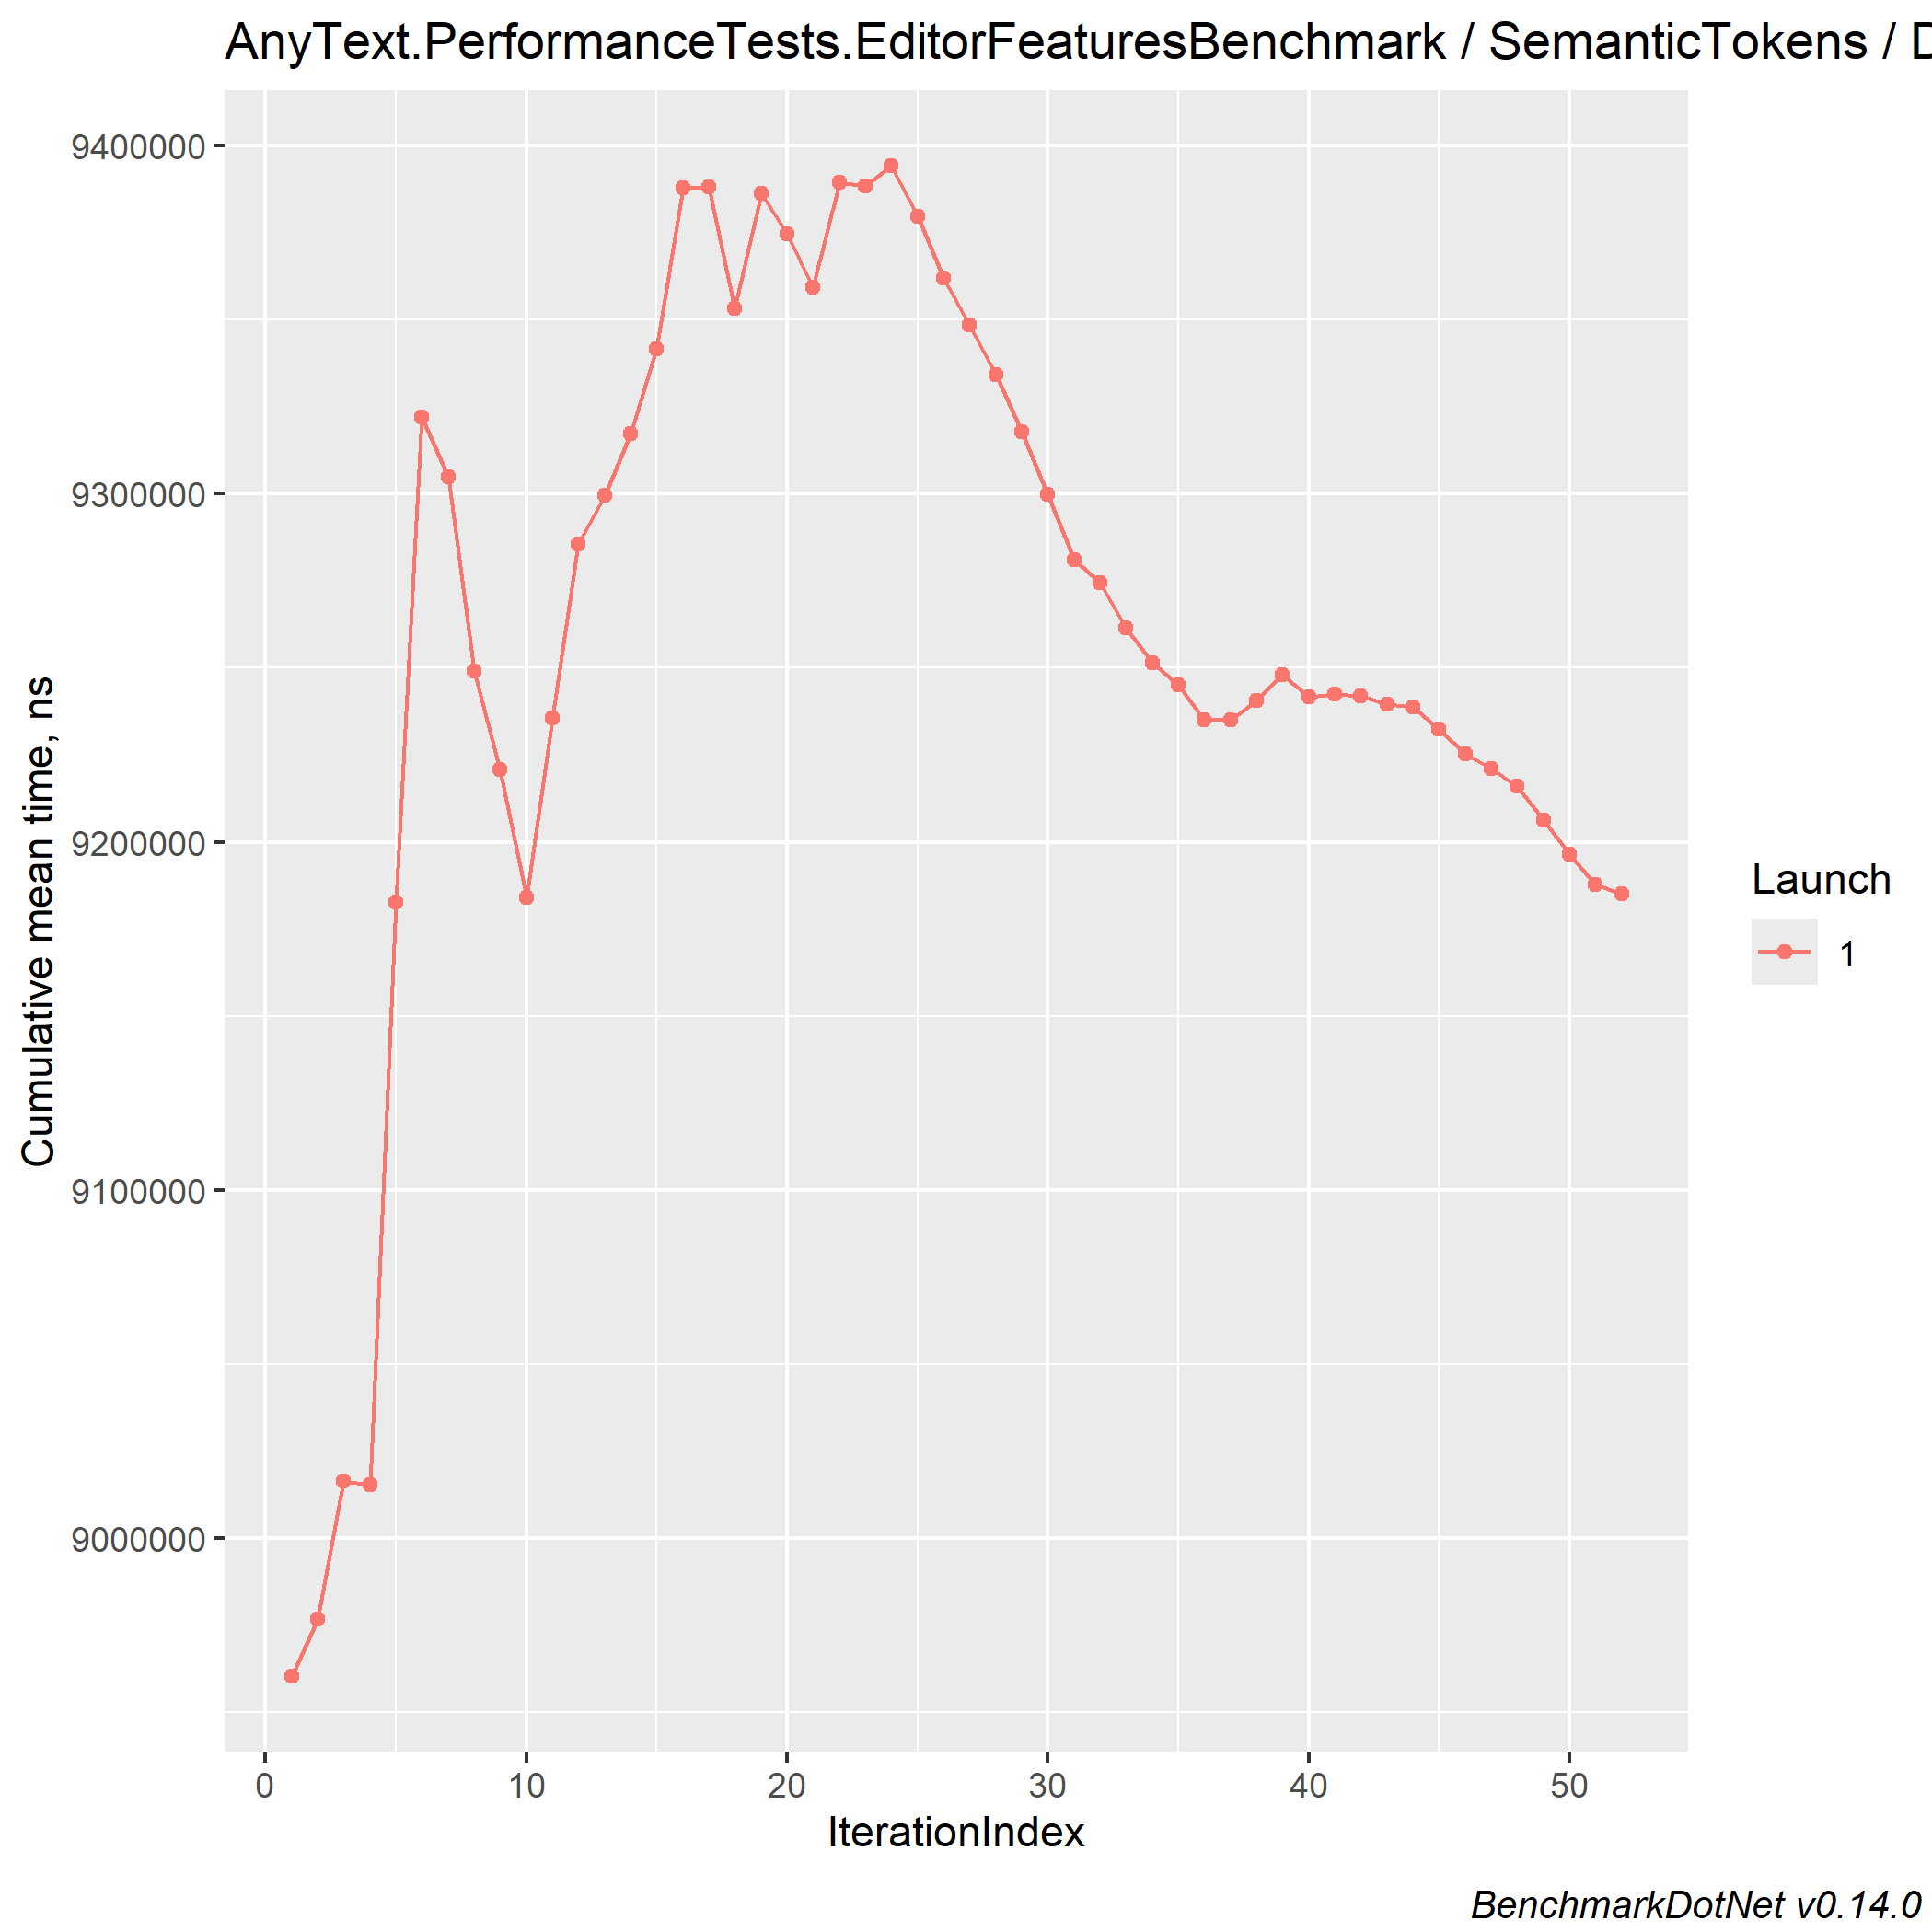 AnyText.PerformanceTests.EditorFeaturesBenchmark / SemanticTokens / D
9400000
9300000
9200000
9100000
9000000
Cumulative mean time, ns
0 10 20 30 40 50
IterationIndex
Launch
1
BenchmarkDotNet v0.14.0